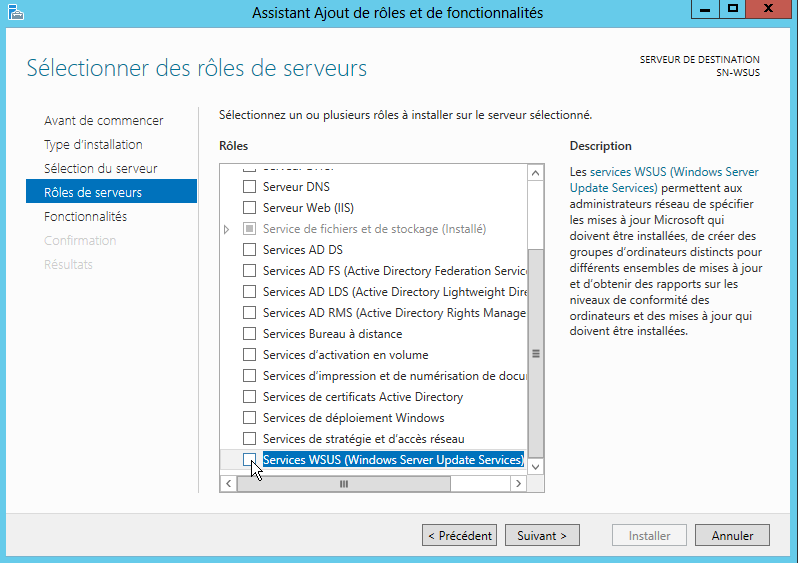 Assistant Ajout de rôles et de fonctionnalités
Sélectionner des rôles de serveurs
SERVEUR DE DESTINATION
SN-WSUS
Avant de commencer
Type d'installation
Sélection du serveur
Rôles de serveurs
Fonctionnalités
Confirmation
Résultats
Sélectionnez un ou plusieurs rôles à installer sur le serveur sélectionné.
Rôles
Serveur DNS
Serveur Web (IIS)
Service de fichiers et de stockage (Installé)
Services AD DS
Services AD FS (Active Directory Federation Servic
Services AD LDS (Active Directory Lightweight Dire
Services AD RMS (Active Directory Rights Manage
Services Bureau à distance
Services d'activation en volume
Services d'impression et de numérisation de docu
Services de certificats Active Directory
Services de déploiement Windows
Services de stratégie et d'accès réseau
Services WSUS (Windows Server Update Services)
Description
Les services WSUS (Windows Server
Update Services) permettent aux
administrateurs réseau de spécifier
les mises à jour Microsoft qui
doivent être installées, de créer des
groupes d'ordinateurs distincts pour
différents ensembles de mises à jour
et d'obtenir des rapports sur les
niveaux de conformité des
ordinateurs et des mises à jour qui
doivent être installées.
< Précédent
Suivant >
Installer
Annuler